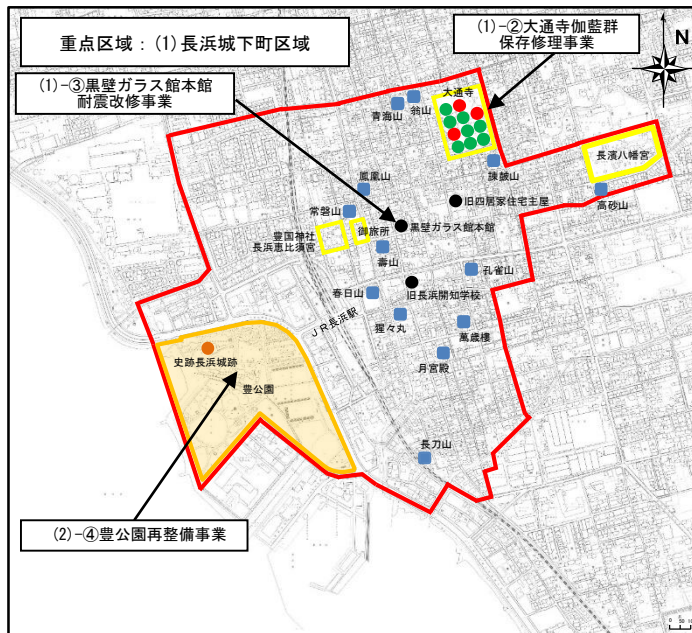 重点区域：(1)長浜城下町区域
(1)-②大通寺伽藍群
保存修理事業
(1)-③黒壁ガラス館本館
耐震改修事業
N
大通寺
翁山
青海山
長濱八幡宮
諫皷山
鳳凰山
高砂山
旧四居家住宅主屋
常磐山
黒壁ガラス館本館
御旅所
豊国神社
長浜恵比須宮
壽山
孔雀山
旧長浜開知学校
春日山
猩々丸
萬歳樓
ＪＲ長浜駅
史跡長浜城跡
月宮殿
豊公園
長刀山
(2)-④豊公園再整備事業